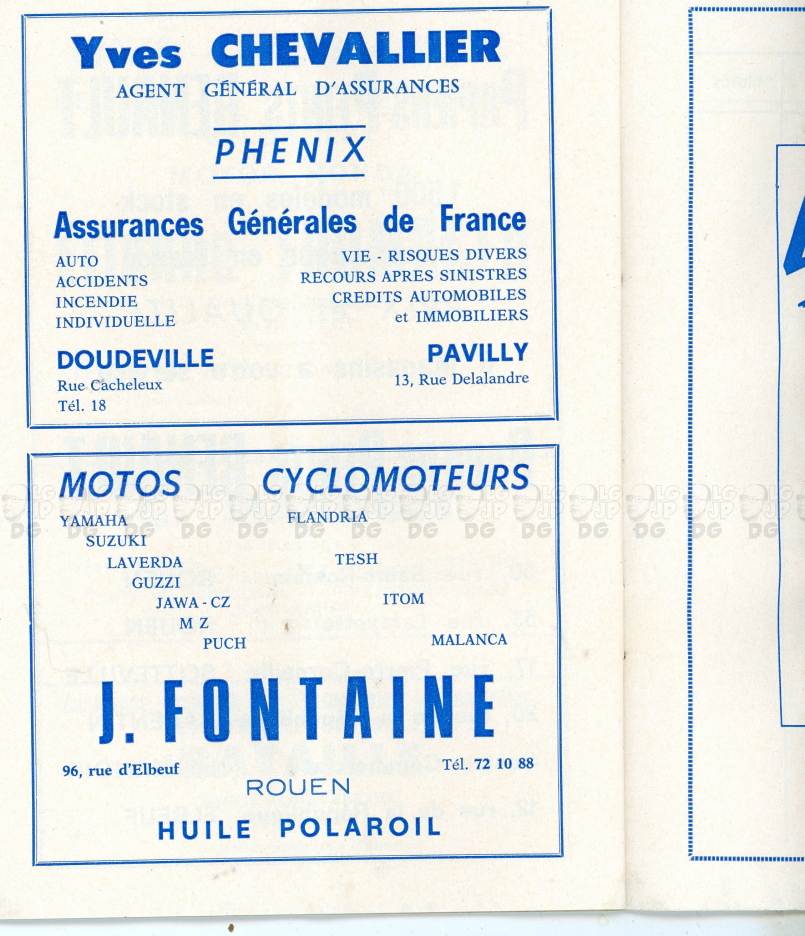 Yves CHEVALLIER
AGENT GÉNÉRAL D'ASSURANCES
PHENIX
Assurances Générales de France
AUTO
ACCIDENTS
INCENDIE
INDIVIDUELLE
VIE - RISQUES DIVERS
RECOURS APRES SINISTRES
CREDITS AUTOMOBILES
et IMMOBILIERS
DOUDEVILLE
Rue Cacheleux
Tél. 18
PAVILLY
13, Rue Delalandre
MOTOS CYCLOMOTEURS
YAMAHA FLANDRIA
SUZUKI
LAVERDA TESH
GUZZI
JAWA - CZ ITOM
M Z
PUCH MALANCA
J. FONTAINE
96, rue d'Elbeuf Tél. 72 10 88
ROUEN
HUILE POLAROIL